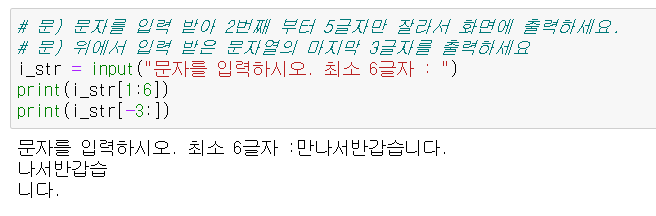 # 문) 문자를 입력 받아 2번째 부터 5글자만 잘라서 화면에 출력하세요.
# 문) 위에서 입력 받은 문자열의 마지막 3글자를 출력하세요
i_str = input("문자를 입력하시오. 최소 6글자 : ")
print(i_str[1:6])
print(i_str[-3:])
문자를 입력하시오. 최소 6글자 :만나서반갑습니다.
나서반갑습
니다.